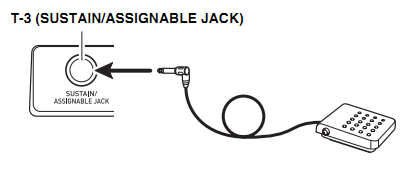 T-3 (SUSTAIN/ASSIGNABLE JACK)
SUSTAIN/
ASSIGNABLE JACK